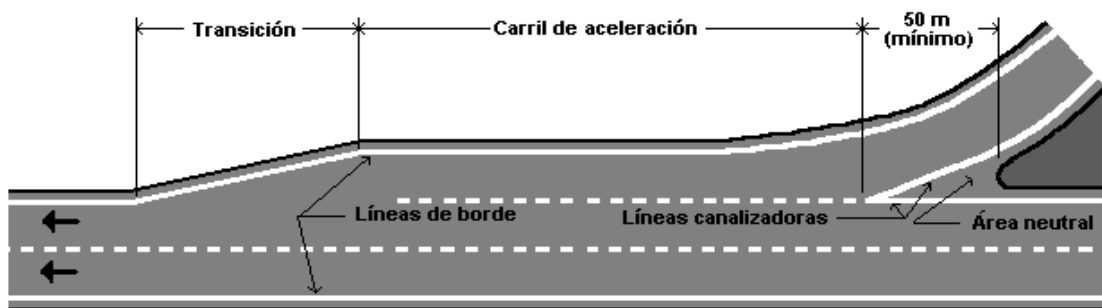 Transición
Carril de aceleración
50 m
(mínimo)
Líneas de borde
Líneas canalizadoras
Área neutral